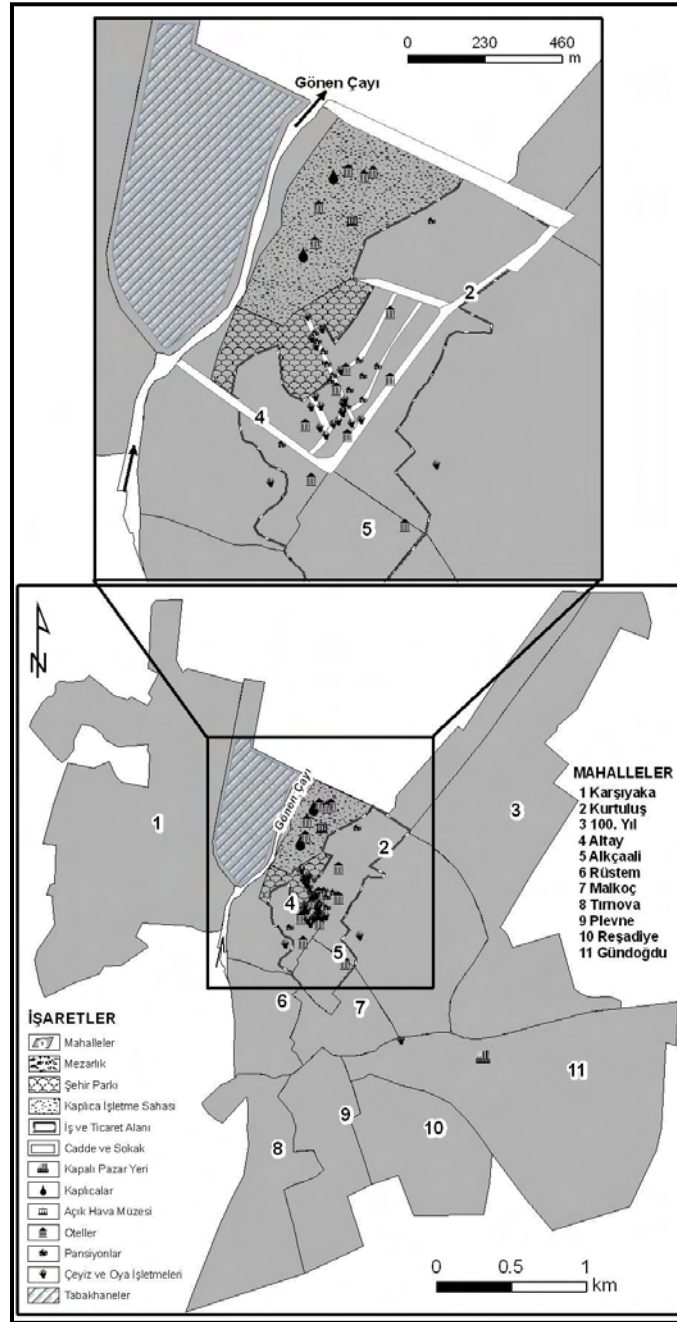 0 230 460
m
Gönen Çayı
2
4
5
N
Gönen Çayı
1
2
3
4
5
6
7
8
9
10
11
MAHALLELER
1 Karşıyaka
2 Kurtuluş
3 100. Yıl
4 Altay
5 Alkçaali
6 Rüstem
7 Malkoç
8 Tırnova
9 Plevne
10 Reşadiye
11 Gündoğdu
İŞARETLER
Mahalleler
Mezarlık
Şehir Parkı
Kaplıca İşletme Sahası
İş ve Ticaret Alanı
Cadde ve Sokak
Kapalı Pazar Yeri
Kaplıcalar
Açık Hava Müzesi
Oteller
Pansiyonlar
Çeyiz ve Oya İşletmeleri
Tabakhaneler
0 0.5 1
km